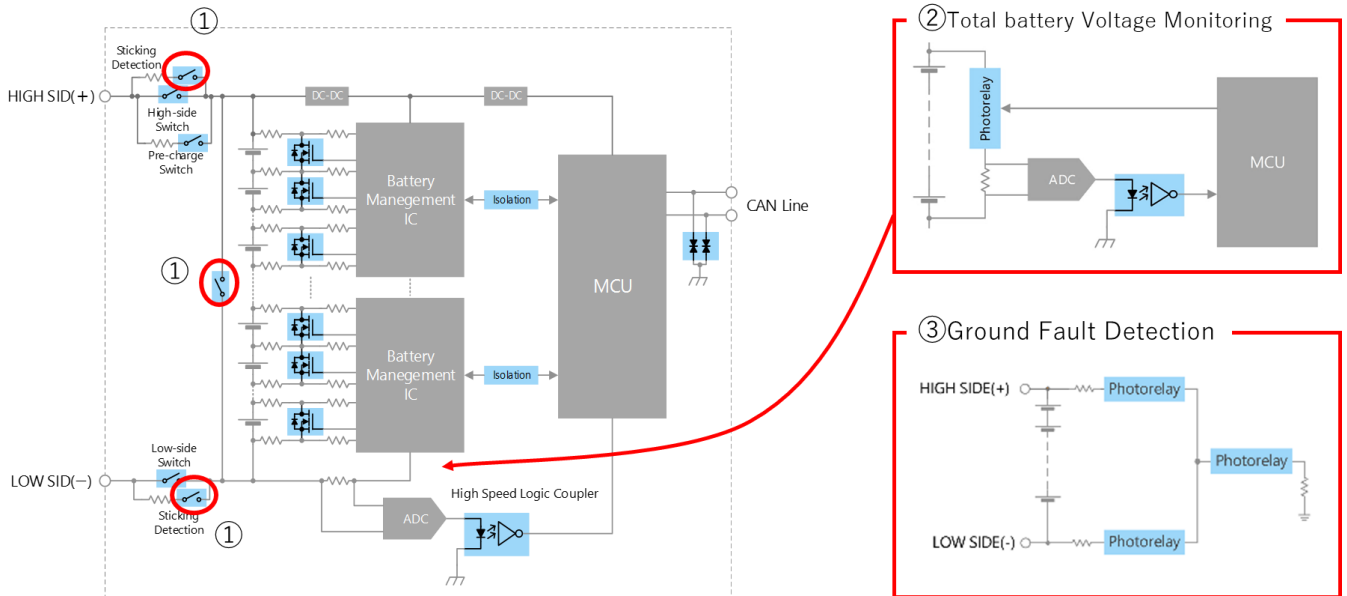 ①
Sticking
Detection
HIGH SID(+)
High-side
Switch
Pre-charge
Switch
DC-DC
DC-DC
Battery
Manegement
IC
Isolation
MCU
CAN Line
①
Battery
Manegement
IC
Isolation
Low-side
Switch
LOW SID(−)
Sticking
Detection
①
ADC
High Speed Logic Coupler
②Total battery Voltage Monitoring
Photorelay
ADC
MCU
③Ground Fault Detection
HIGH SIDE(+)
Photorelay
Photorelay
LOW SIDE(-)
Photorelay